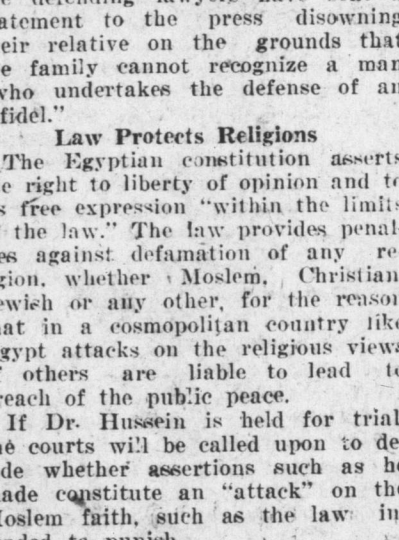 atement to the press disowning
eir relative on the grounds that
e family cannot recognize a man
who undertakes the defense of an
fidel."
Law Protects Religions
The Egyptian constitution asserts
e right to liberty of opinion and to
s free expression "within the limits
the law." The law provides penal-
es against defamation of any re-
gion, whether Moslem, Christian,
ewish or any other, for the reason
hat in a cosmopolitan country like
gypt attacks on the religious views
f others are liable to lead to
reach of the public peace.
If Dr. Hussein is held for trial
he courts will be called upon to de-
ide whether assertions such as he
ade constitute an "attack" on the
Moslem faith, such as the law in-